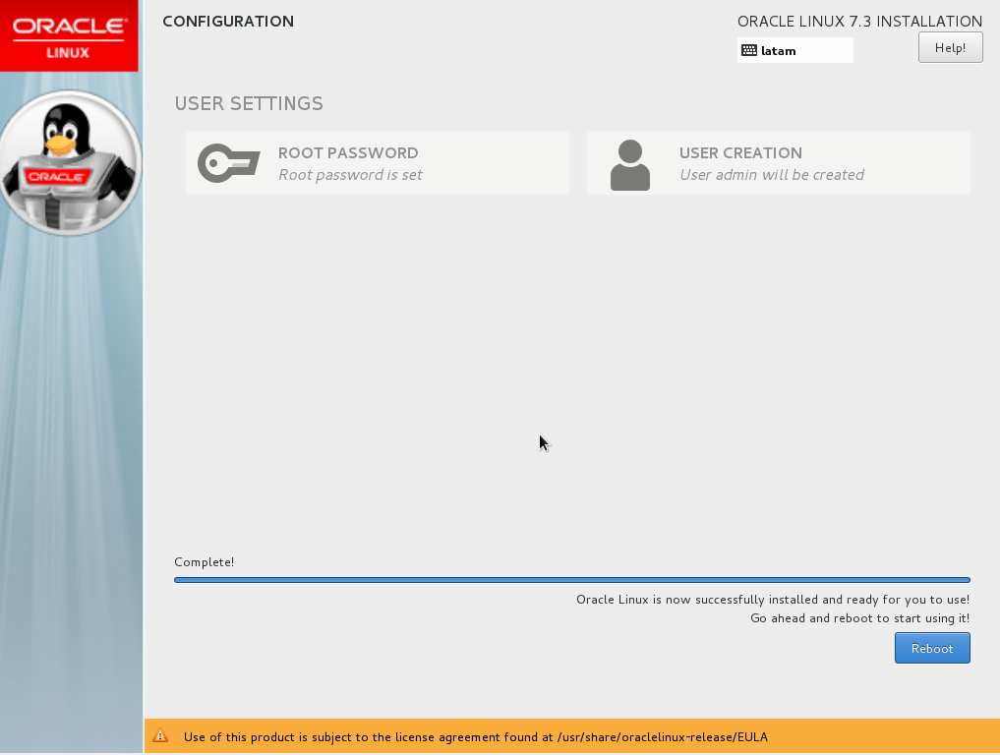 ORACLE
LINUX
CONFIGURATION
ORACLE LINUX 7.3 INSTALLATION
latam
Help!
ORACLE
USER SETTINGS
ROOT PASSWORD
Root password is set
USER CREATION
User admin will be created
Complete!
Oracle Linux is now successfully installed and ready for you to use!
Go ahead and reboot to start using it!
Reboot
Use of this product is subject to the license agreement found at /usr/share/oraclelinux-release/EULA